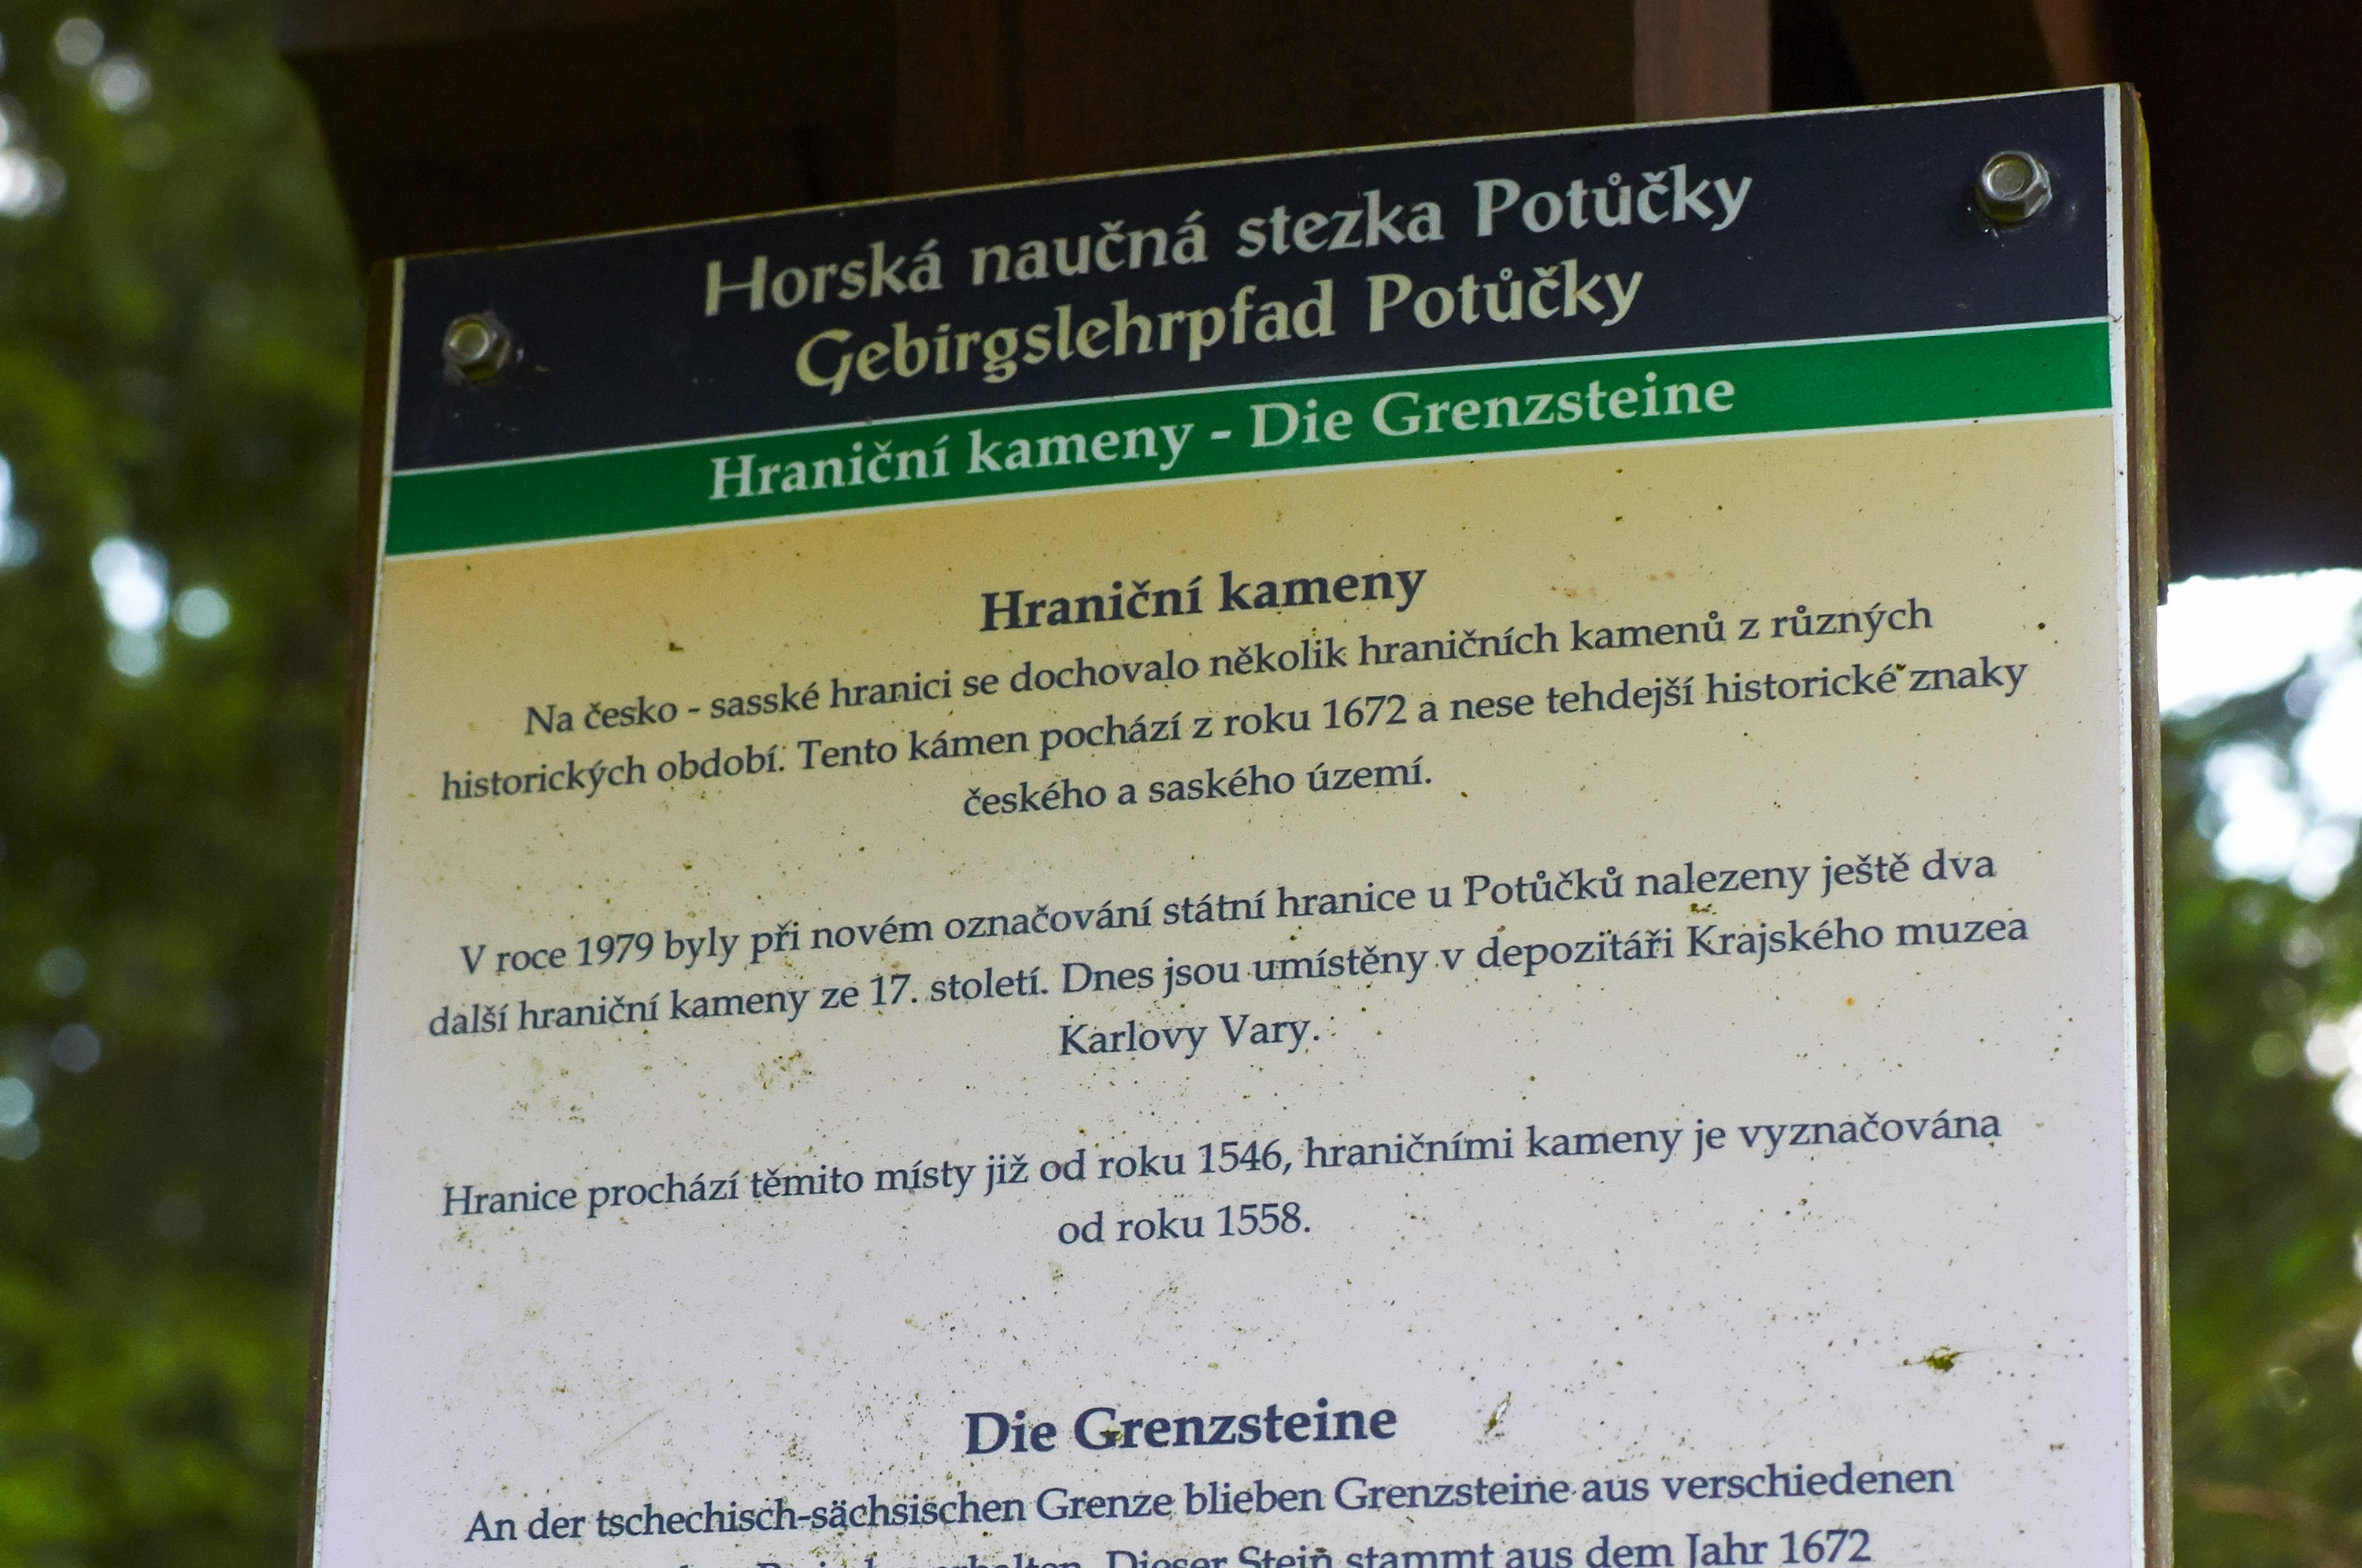 Horská naučná stezka Potůčky
Gebirgslehrpfad Potůčky
Hraniční kameny - Die Grenzsteine
Hraniční kameny
Na česko - sasské hranici se dochovalo několik hraničních kamenů z různých
historických období. Tento kámen pochází z roku 1672 a nese tehdejší historické znaky
českého a saského území.
V roce 1979 byly při novém označování státní hranice u Potůčků nalezeny ještě dva
další hraniční kameny ze 17. století. Dnes jsou umístěny v depozitáři Krajského muzea
Karlovy Vary.
Hranice prochází těmito místy již od roku 1546, hraničními kameny je vyznačována
od roku 1558.
Die Grenzsteine
An der tschechisch-sächsischen Grenze blieben Grenzsteine aus verschiedenen
Dieser Stein stammt aus dem Jahr 1672